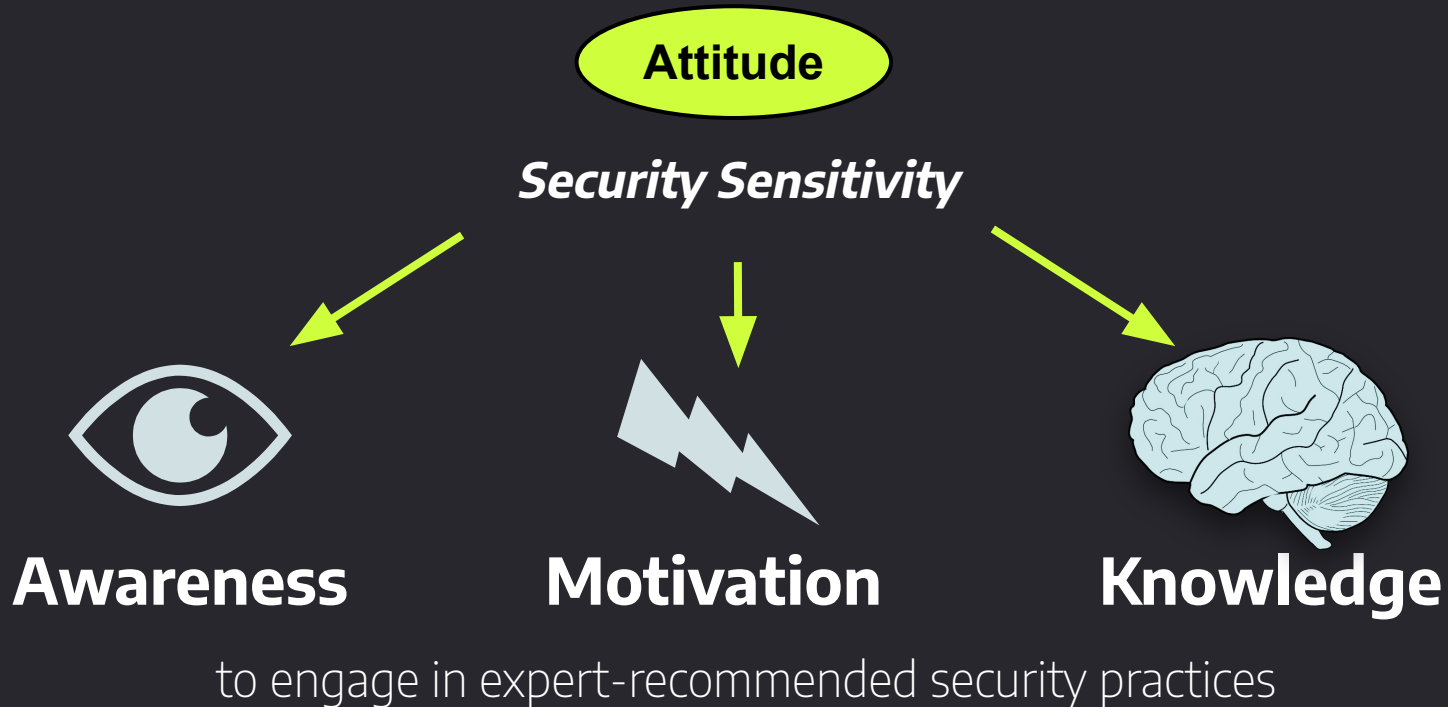 Attitude
Security Sensitivity
Awareness
Motivation
Knowledge
to engage in expert-recommended security practices